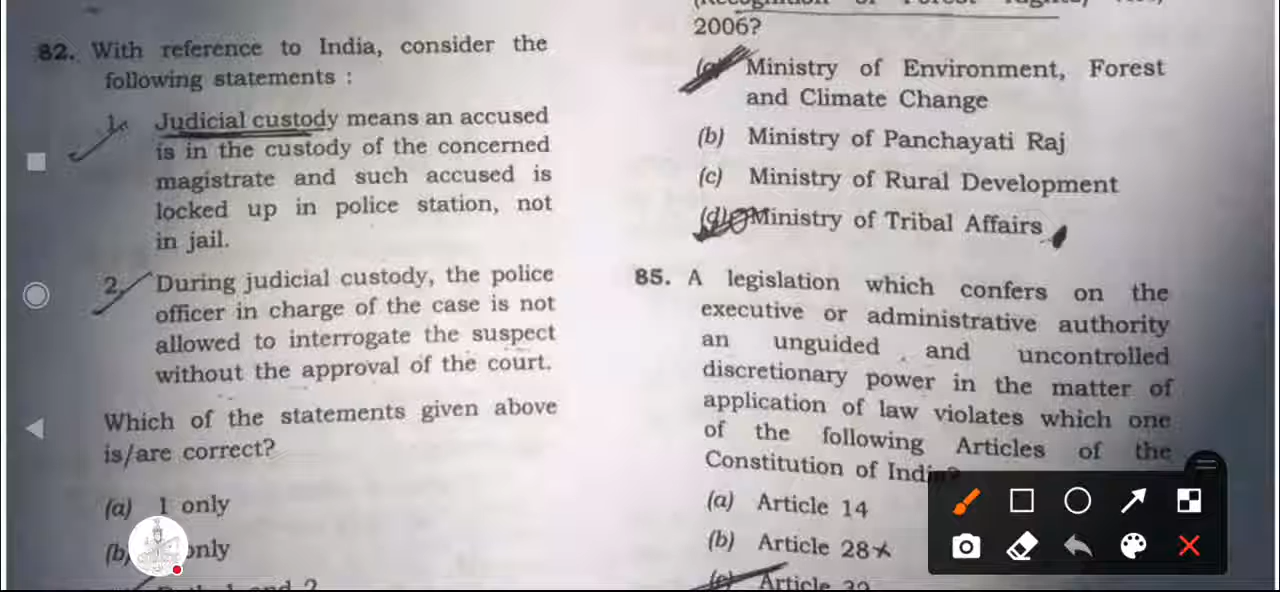 82. With reference to India, consider the
following statements :
1. Judicial custody means an accused
is in the custody of the concerned
magistrate and such accused is
locked up in police station, not
in jail.
2. During judicial custody, the police
officer in charge of the case is not
allowed to interrogate the suspect
without the approval of the court.
Which of the statements given above
is/are correct?
(a) 1 only
(b) only
1 and 2
2006?
(a) Ministry of Environment, Forest
and Climate Change
(b) Ministry of Panchayati Raj
(c) Ministry of Rural Development
(d) Ministry of Tribal Affairs
85. A legislation which confers on the
executive or administrative authority
an unguided and uncontrolled
discretionary power in the matter of
application of law violates which one
of the following Articles of the
Constitution of India?
(a) Article 14
(b) Article 28
(c) Article 32